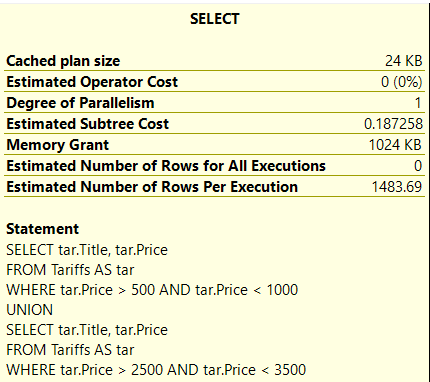 SELECT
Cached plan size 24 KB
Estimated Operator Cost 0 (0%)
Degree of Parallelism 1
Estimated Subtree Cost 0.187258
Memory Grant 1024 KB
Estimated Number of Rows for All Executions 0
Estimated Number of Rows Per Execution 1483.69
Statement
SELECT tar.Title, tar.Price
FROM Tariffs AS tar
WHERE tar.Price > 500 AND tar.Price < 1000
UNION
SELECT tar.Title, tar.Price
FROM Tariffs AS tar
WHERE tar.Price > 2500 AND tar.Price < 3500